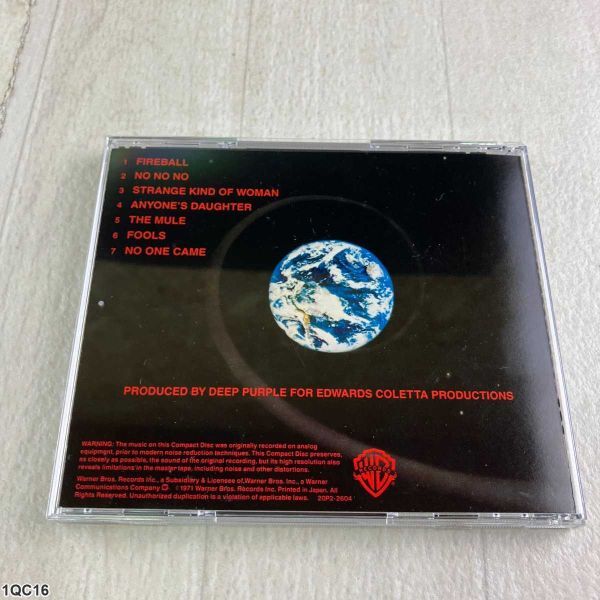 1 FIREBALL
2 NO NO NO
3 STRANGE KIND OF WOMAN
4 ANYONE'S DAUGHTER
5 THE MULE
6 FOOLS
7 NO ONE CAME
PRODUCED BY DEEP PURPLE FOR EDWARDS COLETTA PRODUCTIONS
WARNING: The music on this Compact Disc was originally recorded on analog
equipment, prior to modern noise reduction techniques. This Compact Disc preserves,
as closely as possible, the sound of the original recording, but its high resolution also
reveals limitations in the master tape, including noise and other distortions.
Warner Bros. Records Inc., a Subsidiary & Licensee of, Warner Bros. Inc., a Warner
Communications Company ©1971 Warner Bros. Records Inc. Printed in Japan. All
Rights Reserved. Unauthorized duplication is a violation of applicable laws. 20P2-2604
RECORDS
1QC16